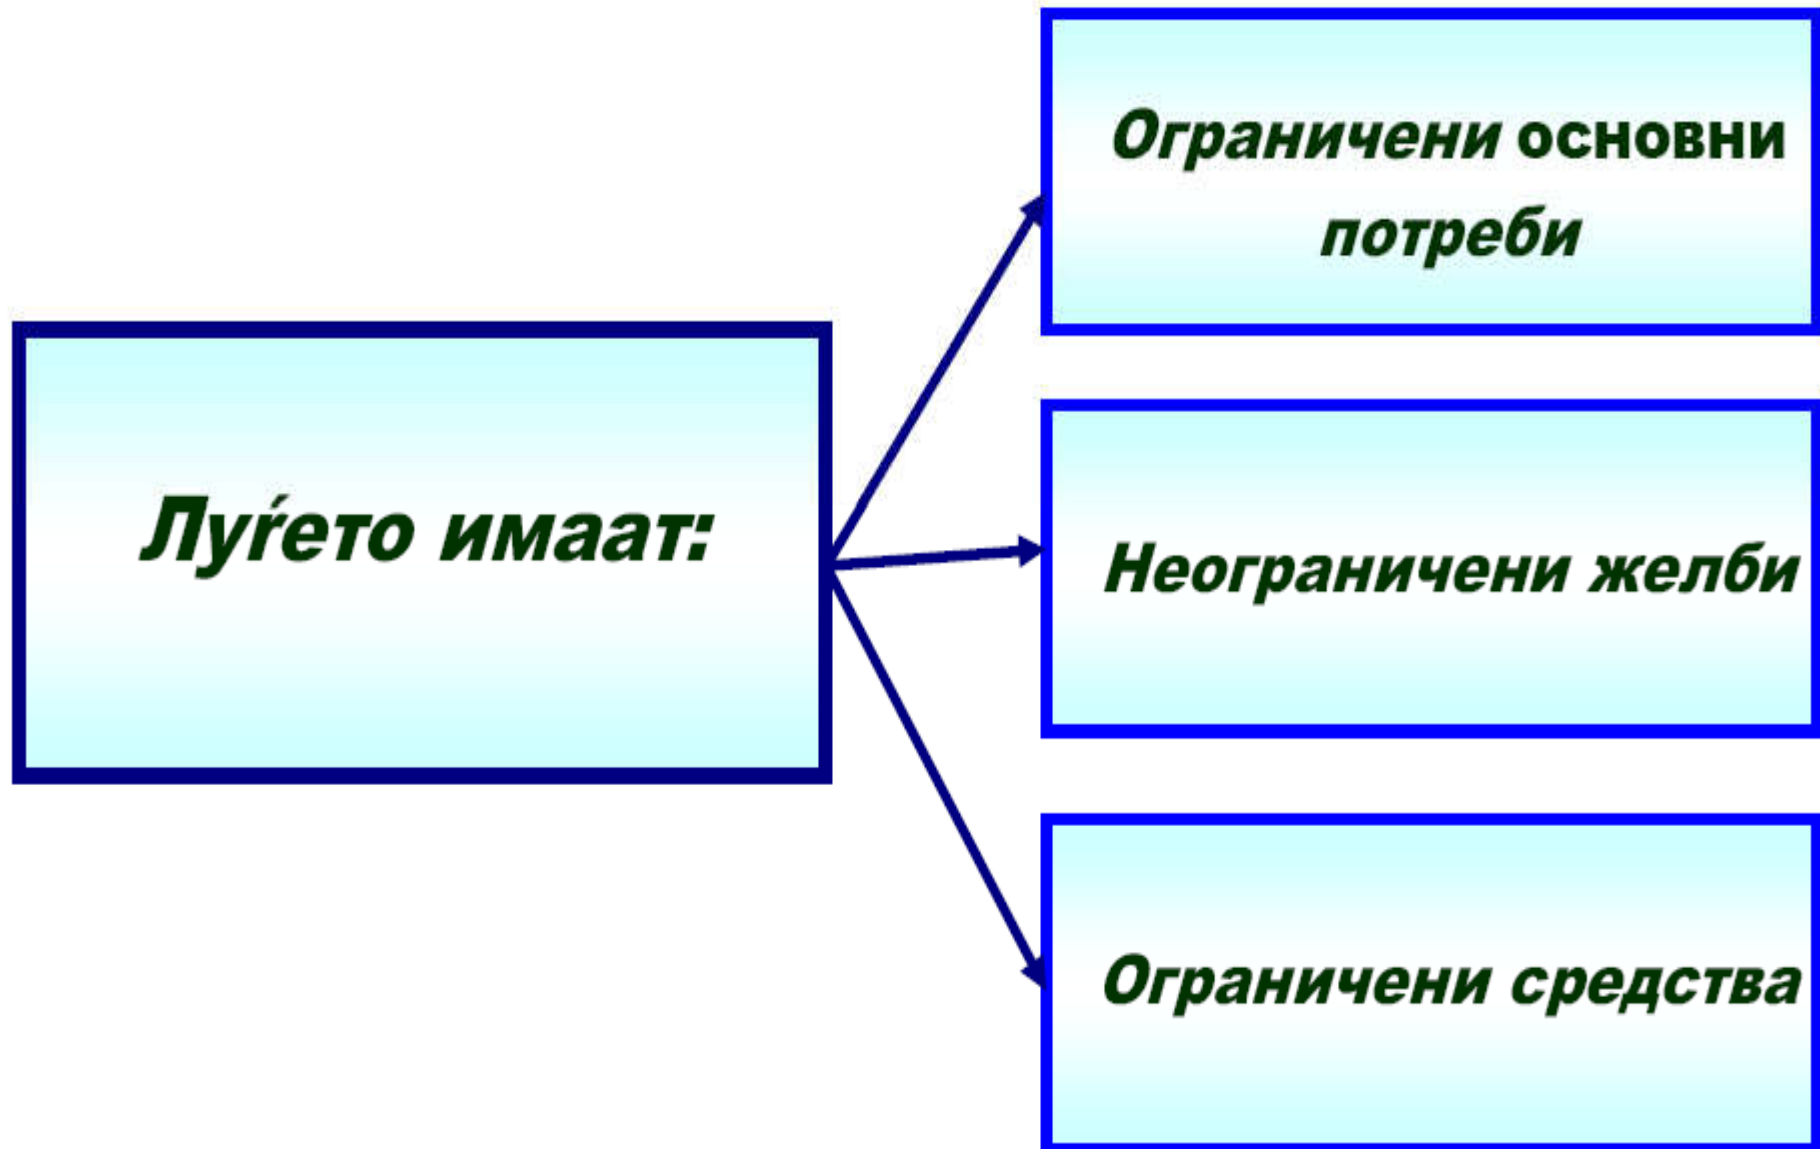 Луѓето имаат:
Ограничени основни
потреби
Неограничени желби
Ограничени средства